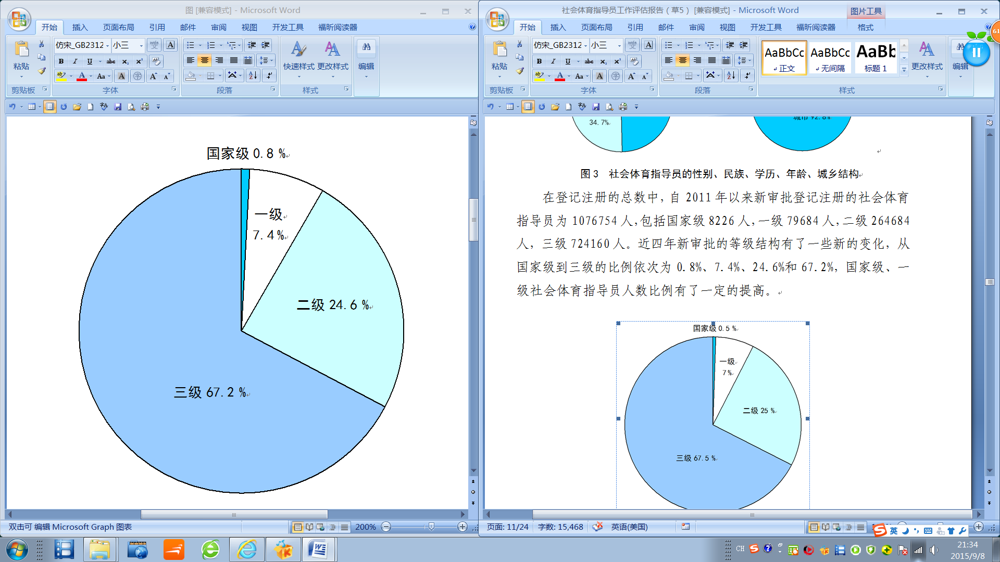 图 [兼容模式] - Microsoft Word
开始 插入 页面布局 引用 邮件 审阅 视图 开发工具 福昕阅读器
仿宋_GB2312 小三
粘贴 快速样式 更改样式 编辑
剪贴板 字体 段落 样式
国家级 0.8 %
一级
7.4 %
二级 24.6 %
三级 67.2 %
双击可 编辑 Microsoft Graph 图表 200%
社会体育指导员工作评估报告（草5） [兼容模式] - Microsoft Word 图片工具
开始 插入 页面布局 引用 邮件 审阅 视图 开发工具 福昕阅读器 格式
61
仿宋_GB2312 小三
AaBbCc AaBbCc AaBb
正文 无间隔 标题 1
粘贴 更改样式 编辑
剪贴板 字体 段落 样式
34.7% 城市 92.8%
图 3 社会体育指导员的性别、民族、学历、年龄、城乡结构
在登记注册的总数中，自 2011 年以来新审批登记注册的社会体育
指导员为 1076754 人，包括国家级 8226 人，一级 79684 人，二级 264684
人，三级 724160 人。近四年新审批的等级结构有了一些新的变化，从
国家级到三级的比例依次为 0.8%、7.4%、24.6%和 67.2%，国家级、一
级社会体育指导员人数比例有了一定的提高。
国家级 0.5 %
一级
7 %
二级 25 %
三级 67.5 %
页面: 11/24 字数: 15,468 英语(美国)
英
CH
21:34
2015/9/8